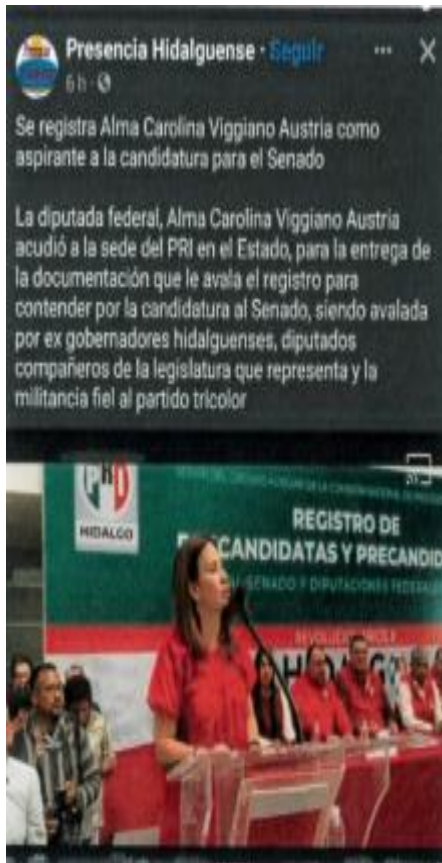 Presencia Hidalguense · Seguir
6 h ·
Se registra Alma Carolina Viggiano Austria como
aspirante a la candidatura para el Senado
La diputada federal, Alma Carolina Viggiano Austria
acudió a la sede del PRI en el Estado, para la entrega de
la documentación que le avala el registro para
contender por la candidatura al Senado, siendo avalada
por ex gobernadores hidalguenses, diputados
compañeros de la legislatura que representa y la
militancia fiel al partido tricolor
HIDALGO
REGISTRO DE
CANDIDATAS Y PRECANDID
SENADO Y DIPUTACIONES FEDERAL